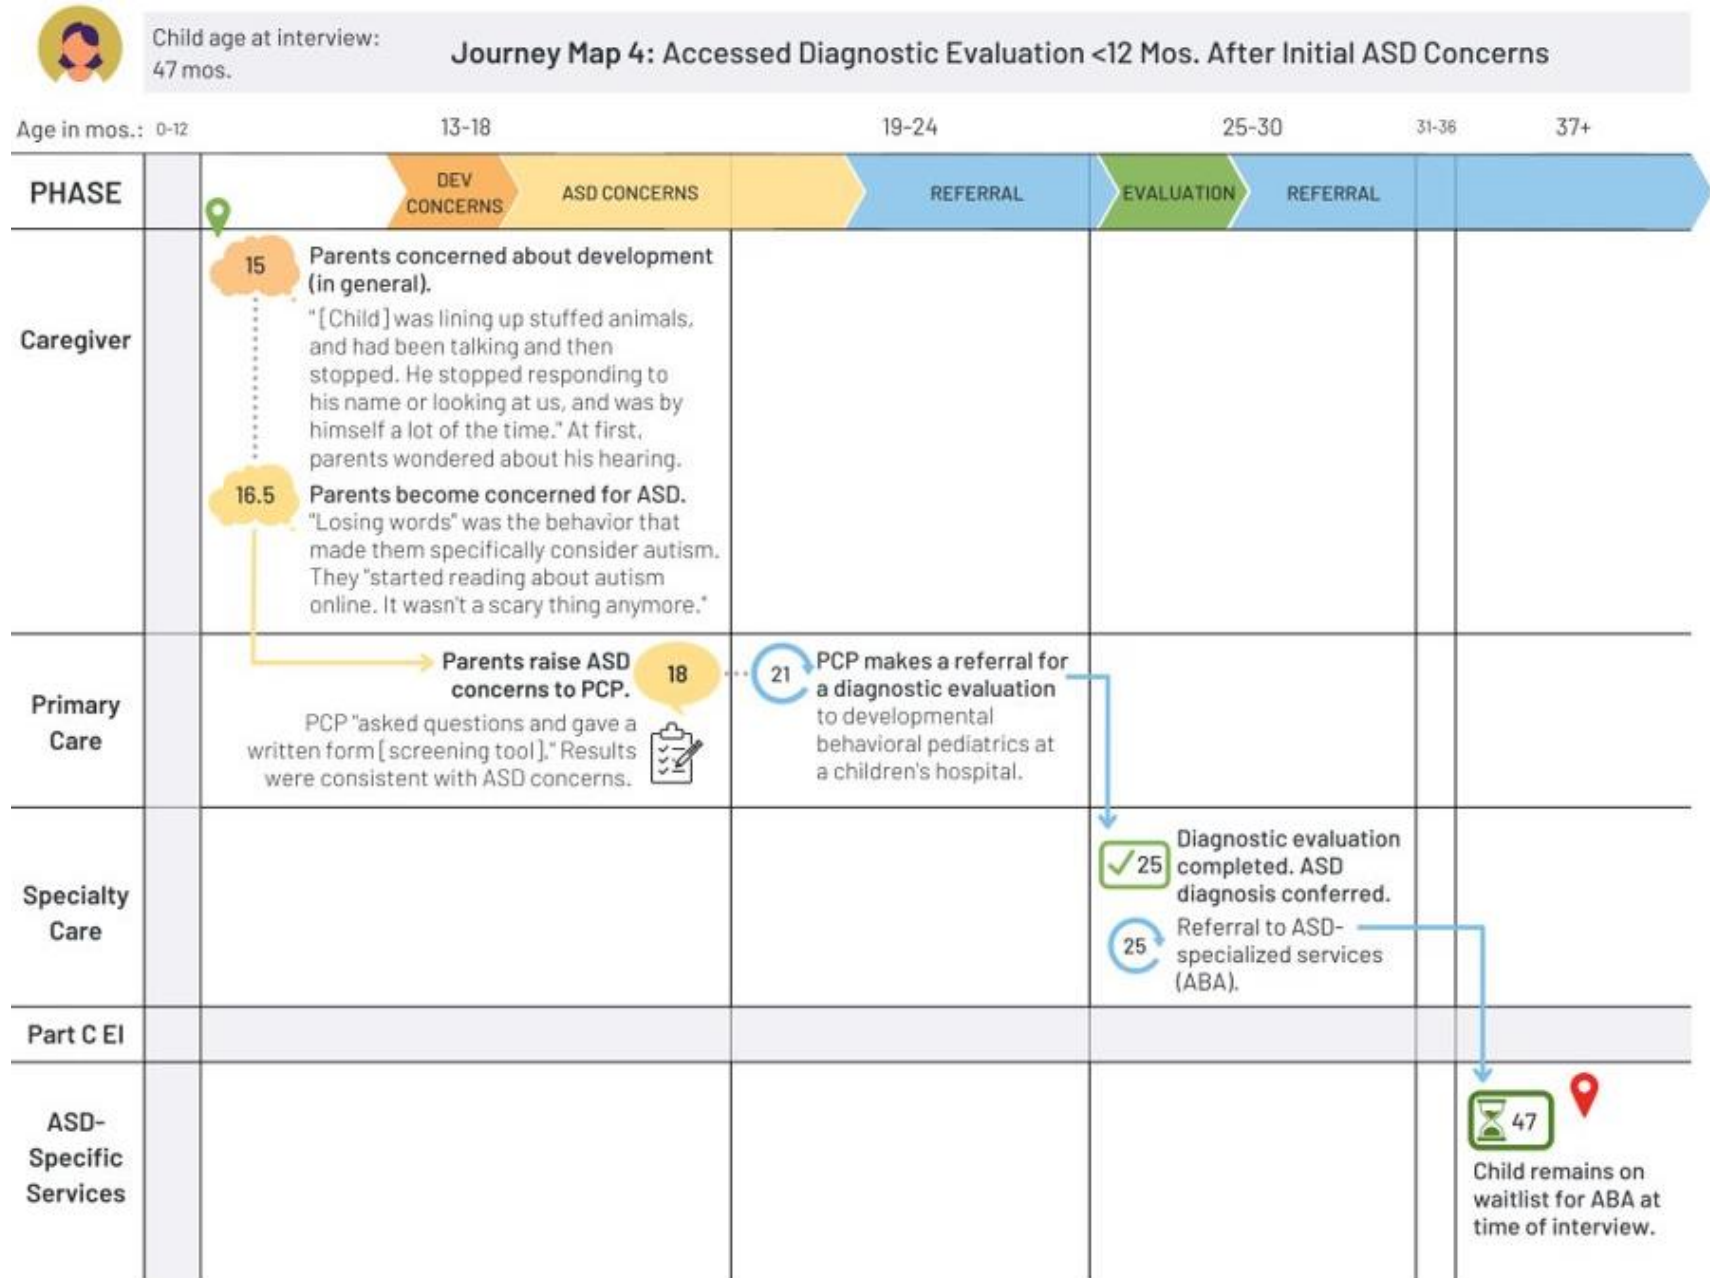 Child age at interview:
47 mos.
Journey Map 4: Accessed Diagnostic Evaluation <12 Mos. After Initial ASD Concerns
Age in mos.: 0-12 13-18 19-24 25-30 31-36 37+
PHASE
DEV
CONCERNS
ASD CONCERNS
REFERRAL
EVALUATION
REFERRAL
Caregiver
15
Parents concerned about development
(in general).
"[Child] was lining up stuffed animals,
and had been talking and then
stopped. He stopped responding to
his name or looking at us, and was by
himself a lot of the time." At first,
parents wondered about his hearing.
16.5
Parents become concerned for ASD.
"Losing words" was the behavior that
made them specifically consider autism.
They "started reading about autism
online. It wasn't a scary thing anymore."
Primary
Care
Parents raise ASD
concerns to PCP.
18
PCP "asked questions and gave a
written form [screening tool]." Results
were consistent with ASD concerns.
21
PCP makes a referral for
a diagnostic evaluation
to developmental
behavioral pediatrics at
a children's hospital.
Specialty
Care
25
Diagnostic evaluation
completed. ASD
diagnosis conferred.
25
Referral to ASD-
specialized services
(ABA).
Part C EI
ASD-
Specific
Services
47
Child remains on
waitlist for ABA at
time of interview.